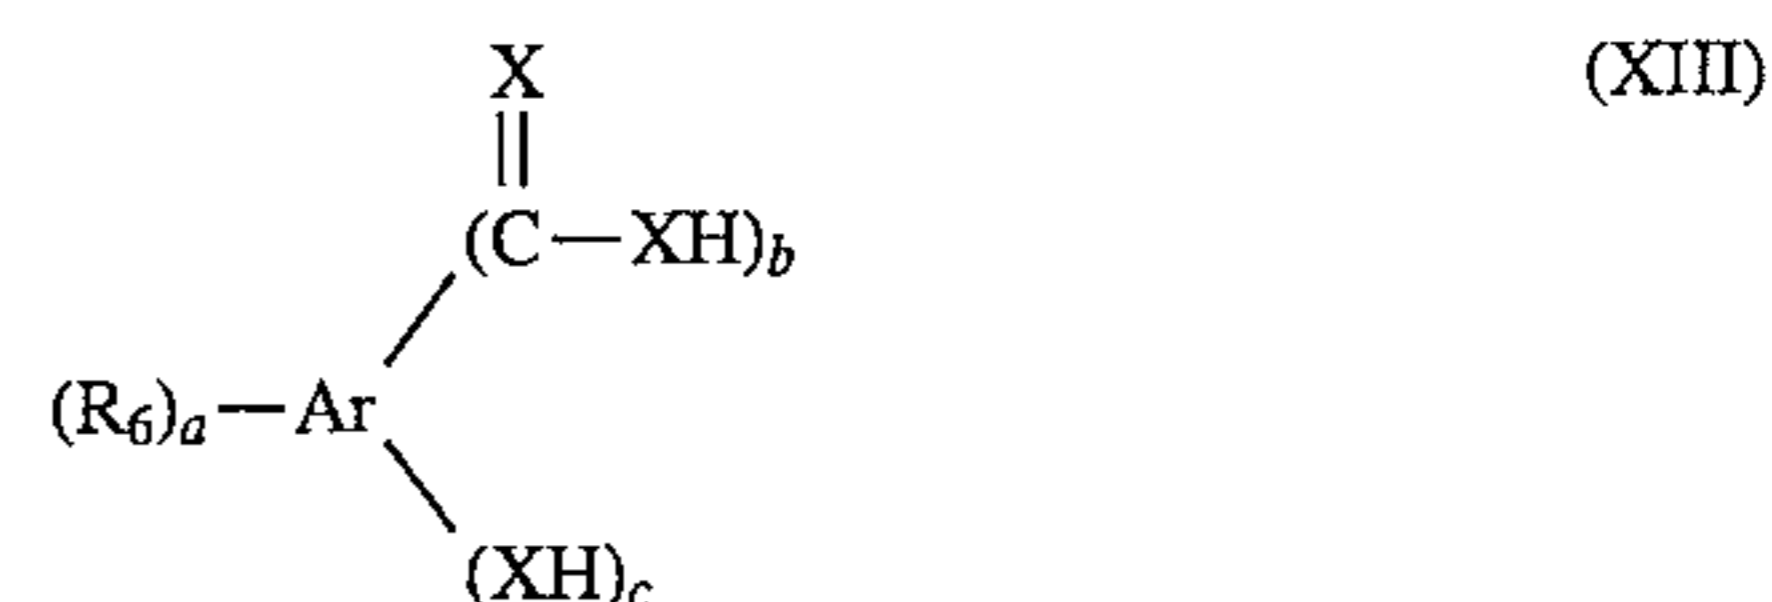 X (XIII)
||
(C—XH)b
(R6)a—Ar
(XH)c